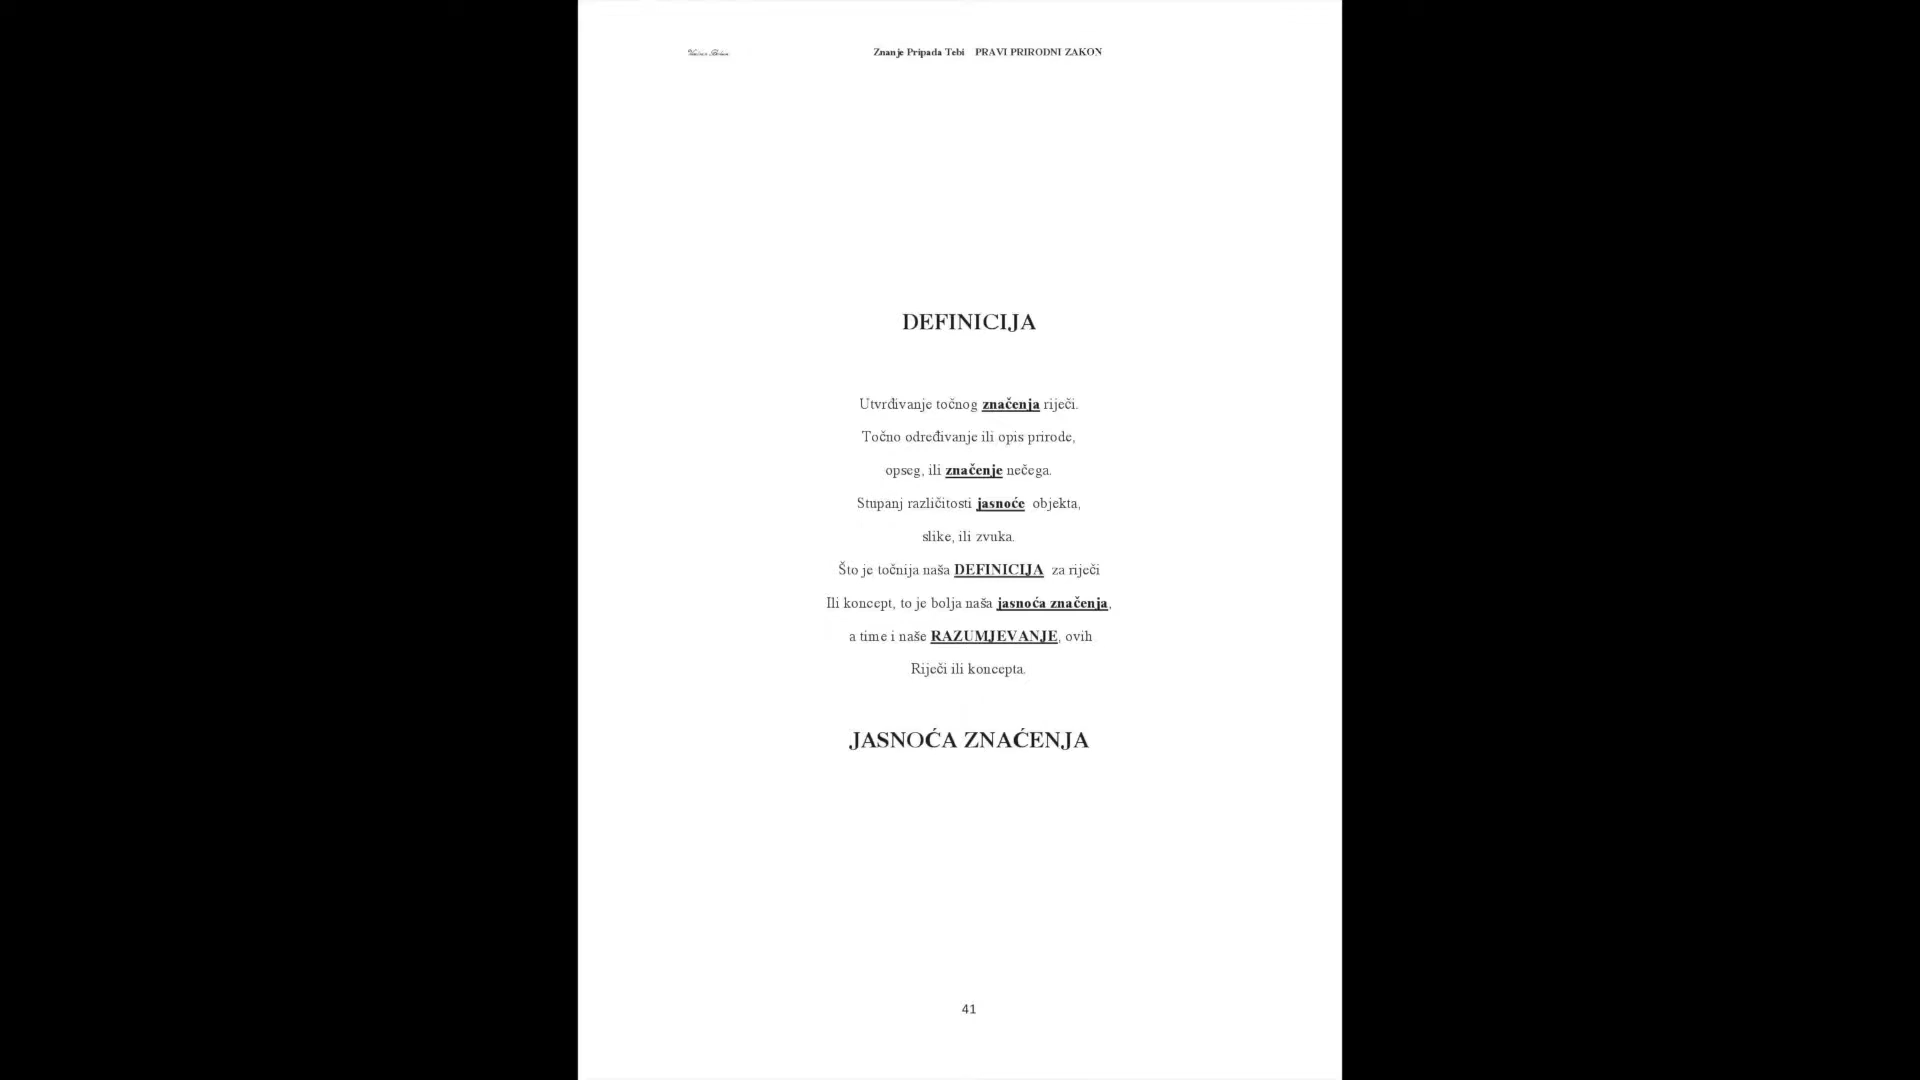 Znanje Pripada Tebi PRAVI PRIRODNI ZAKON
DEFINICIJA
Utvrđivanje točnog značenja riječi.
Točno određivanje ili opis prirode,
opseg, ili značenje nečega.
Stupanj različitosti jasnoće objekta,
slike, ili zvuka.
Što je točnija naša DEFINICIJA za riječi
Ili koncept, to je bolja naša jasnoća značenja,
a time i naše RAZUMJEVANJE, ovih
Riječi ili koncepta.
JASNOĆA ZNAĆENJA
41